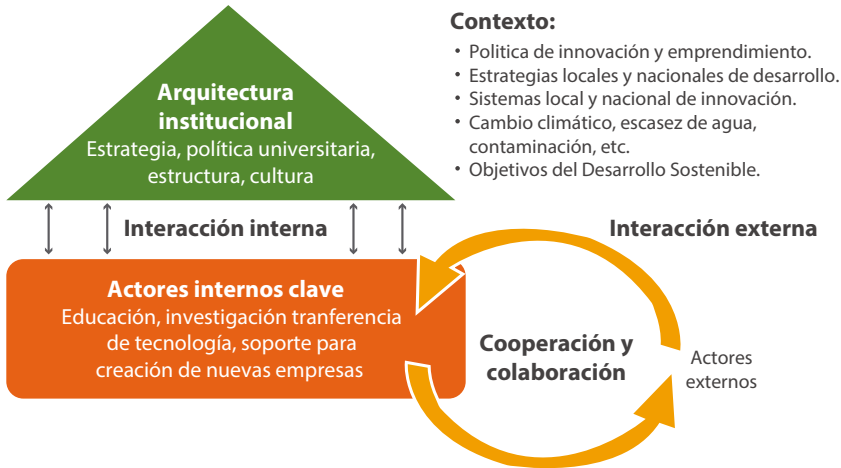 Contexto:
• Politica de innovación y emprendimiento.
• Estrategias locales y nacionales de desarrollo.
• Sistemas local y nacional de innovación.
• Cambio climático, escasez de agua,
contaminación, etc.
• Objetivos del Desarrollo Sostenible.
Arquitectura
institucional
Estrategia, política universitaria,
estructura, cultura
Interacción interna
Interacción externa
Actores internos clave
Educación, investigación tranferencia
de tecnología, soporte para
creación de nuevas empresas
Cooperación y
colaboración
Actores
externos